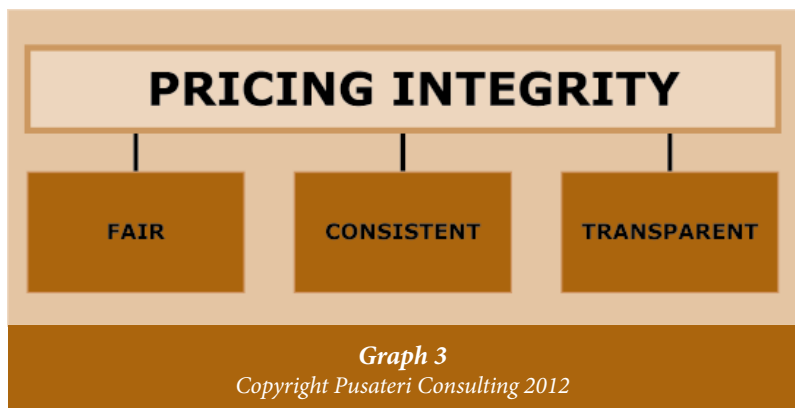 PRICING INTEGRITY
FAIR
CONSISTENT
TRANSPARENT
Graph 3
Copyright Pusateri Consulting 2012